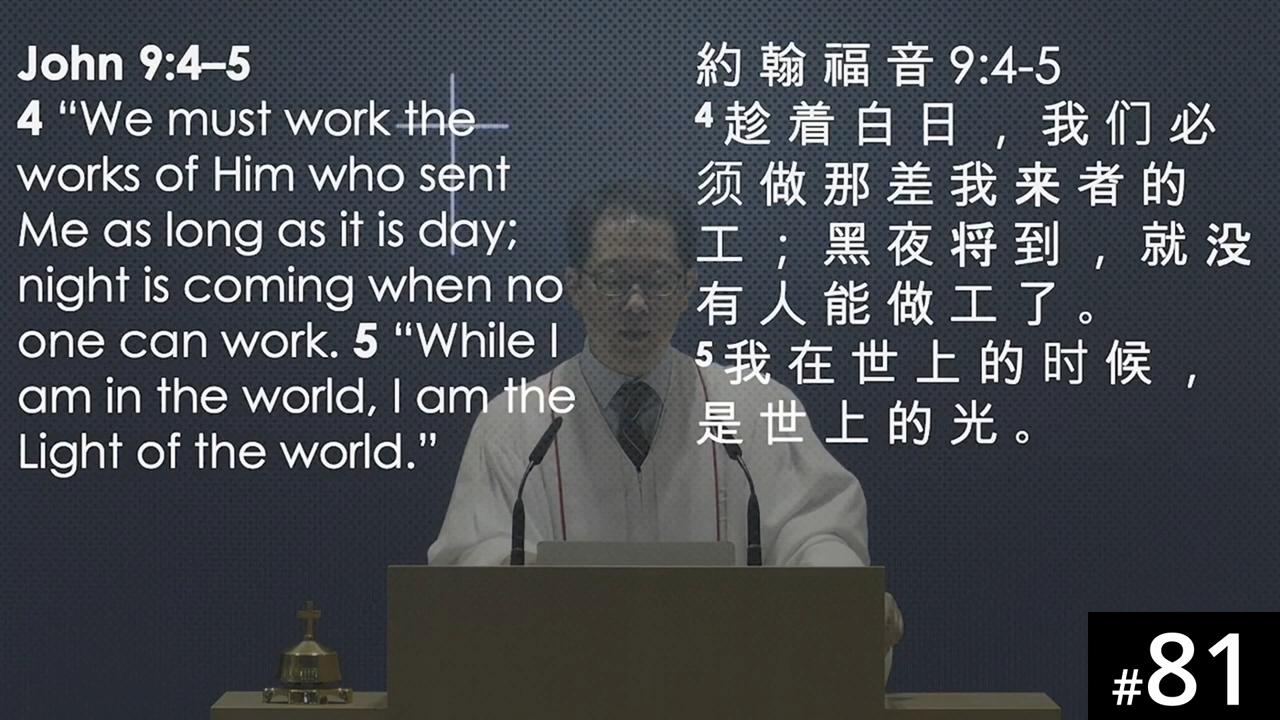 John 9:4–5
4 “We must work the
works of Him who sent
Me as long as it is day;
night is coming when no
one can work. 5 “While I
am in the world, I am the
Light of the world.”
約翰福音9:4-5
4趁着白日，我们必
须做那差我来者的
工；黑夜将到，就没
有人能做工了。
5我在世上的时候，
是世上的光。
#81